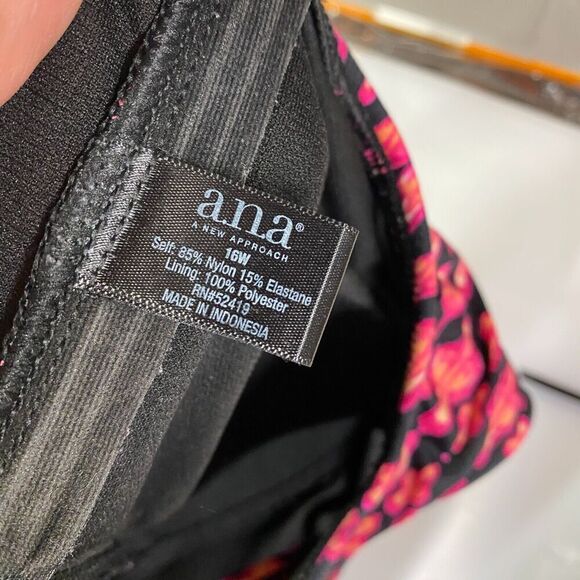 a.n.a®
A NEW APPROACH
16W
Self: 85% Nylon 15% Elastane
Lining: 100% Polyester
RN#52419
MADE IN INDONESIA